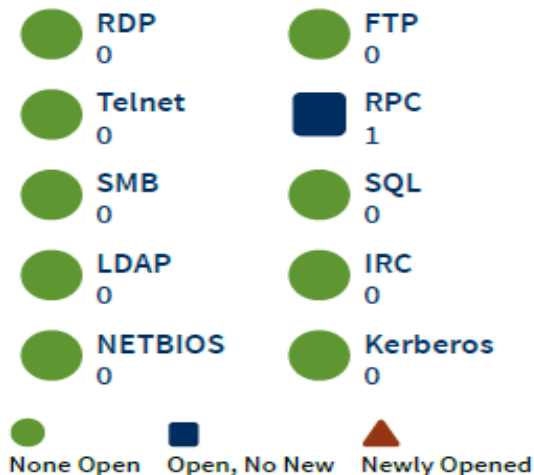 RDP
0
FTP
0
Telnet
0
RPC
1
SMB
0
SQL
0
LDAP
0
IRC
0
NETBIOS
0
Kerberos
0
None Open
Open, No New
Newly Opened